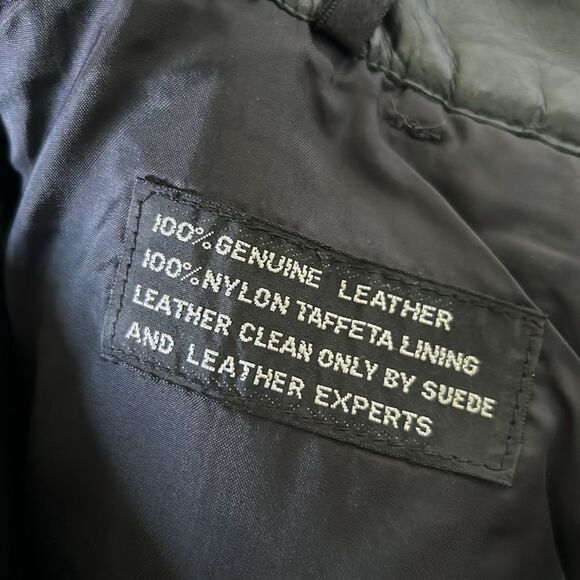 100% GENUINE LEATHER
100% NYLON TAFFETA LINING
LEATHER CLEAN ONLY BY SUEDE
AND LEATHER EXPERTS